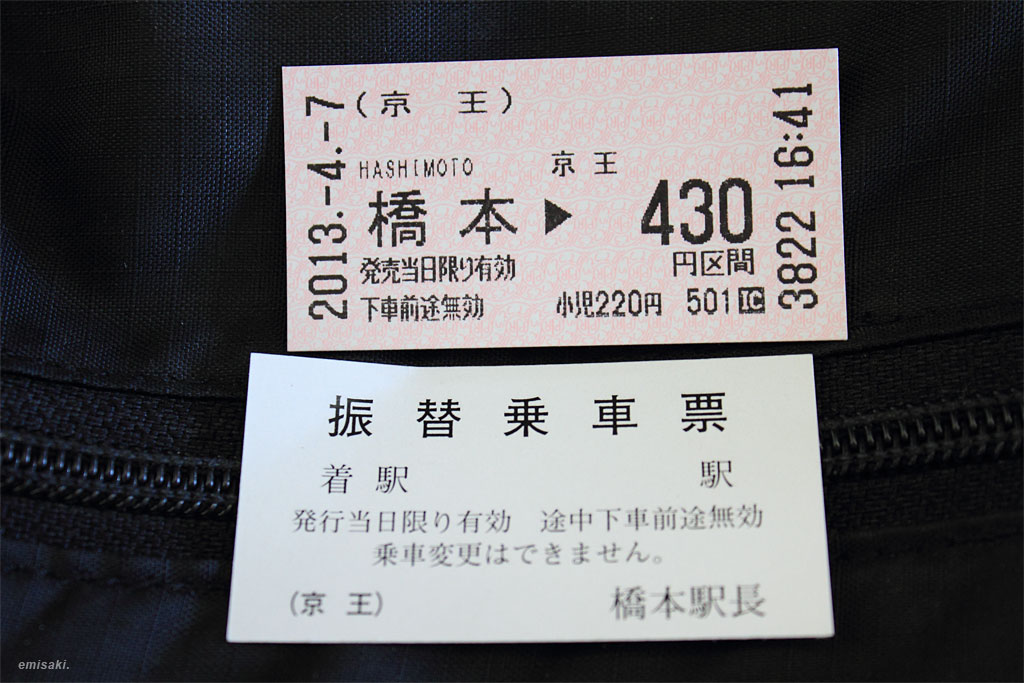 2013.-4.-7
(京 王)
HASHIMOTO 京王
橋本▶430
発売当日限り有効 円区間
下車前途無効 小児220円 501 IC
3822 16:41
振替乗車票
着駅 駅
発行当日限り有効 途中下車前途無効
乗車変更はできません。
(京 王) 橋本駅長
emisaki.